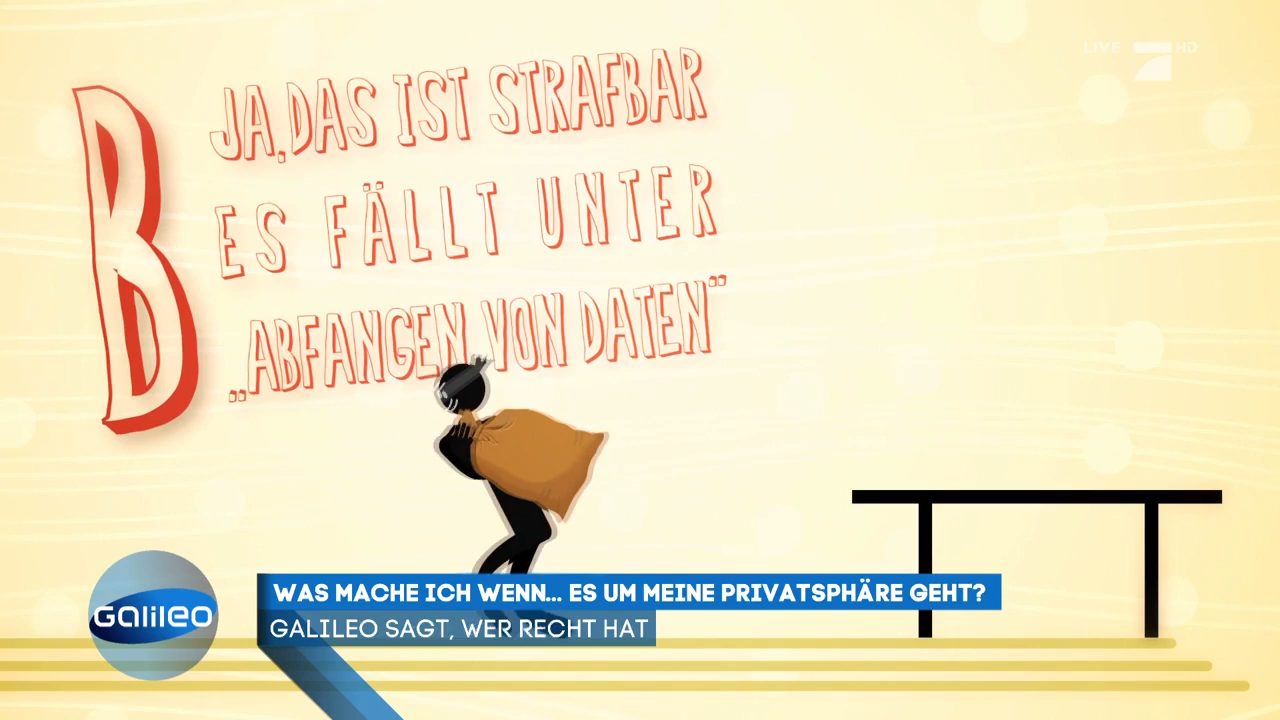 LIVE HD
B
JA, DAS IST STRAFBAR
ES FÄLLT UNTER
„ABFANGEN VON DATEN"
Galileo
WAS MACHE ICH WENN... ES UM MEINE PRIVATSPHÄRE GEHT?
GALILEO SAGT, WER RECHT HAT